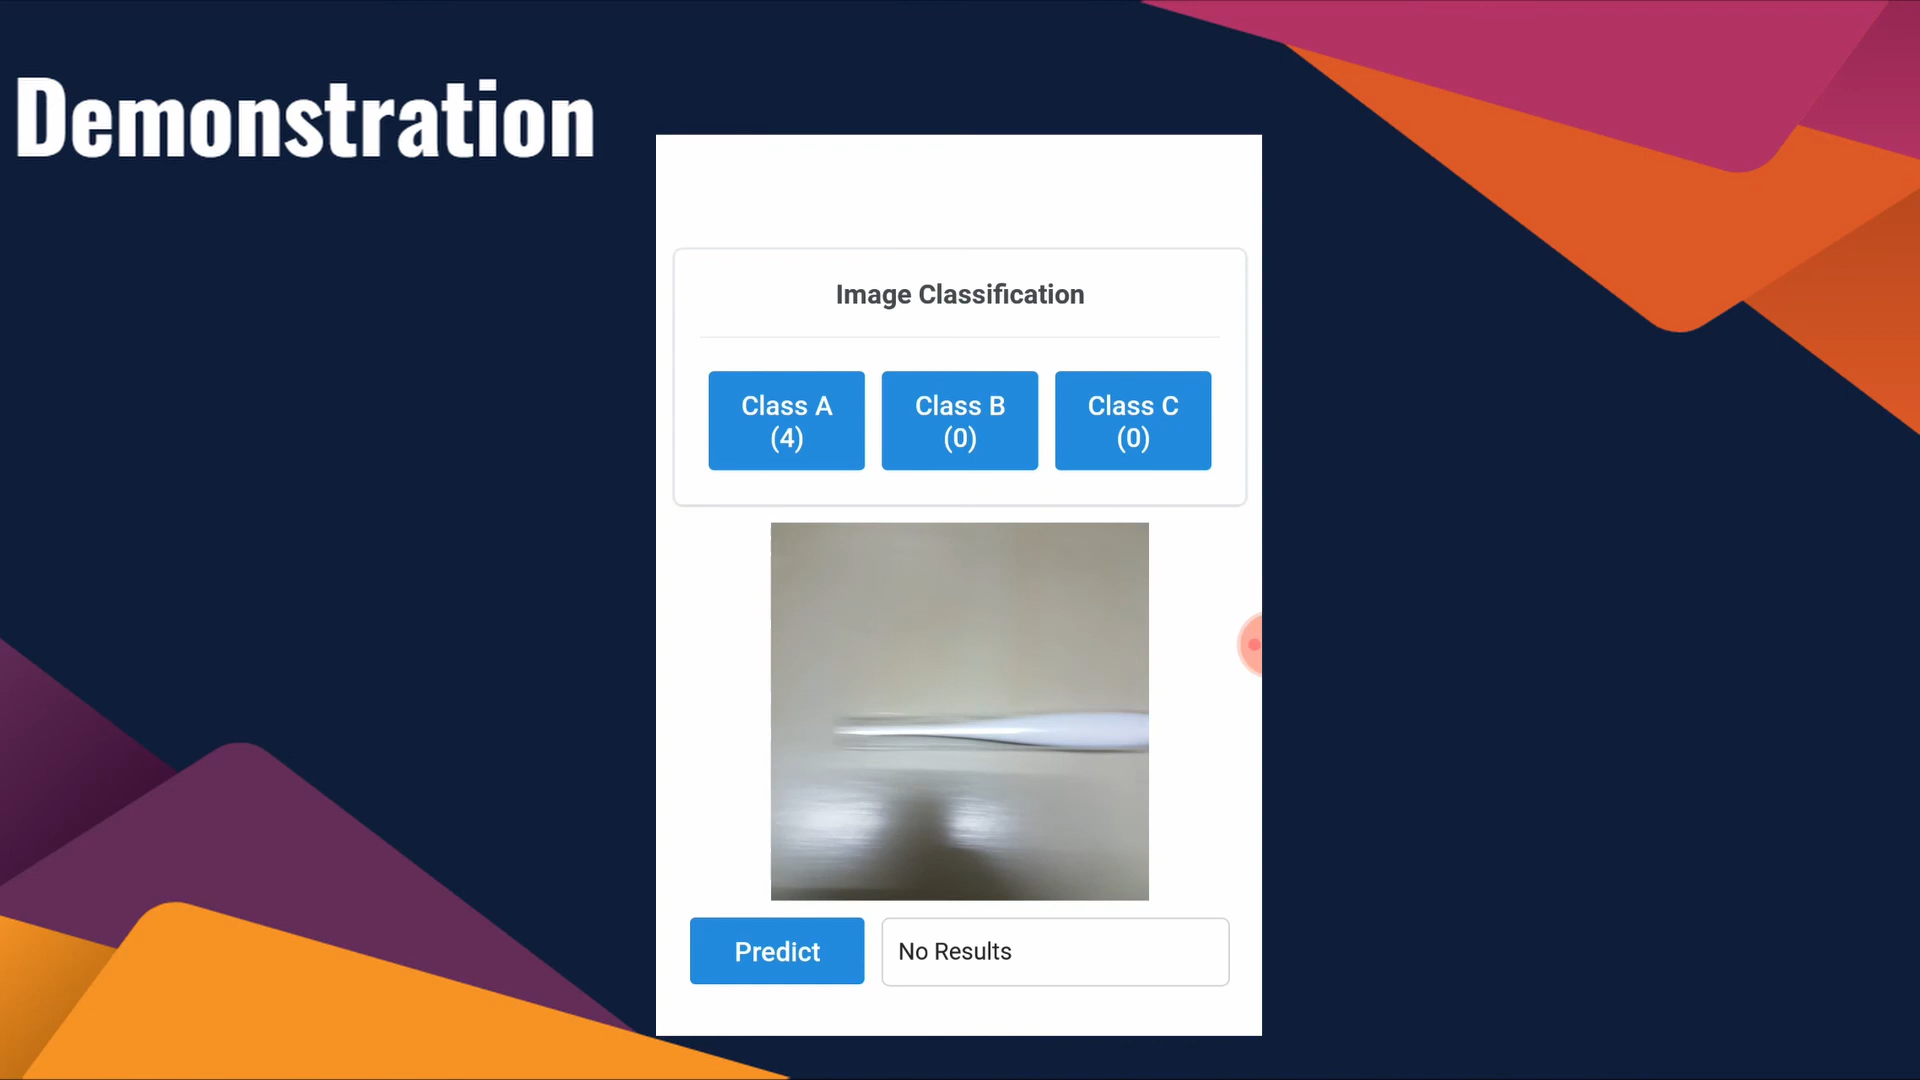 Demonstration
Image Classification
Class A
(4)
Class B
(0)
Class C
(0)
Predict
No Results